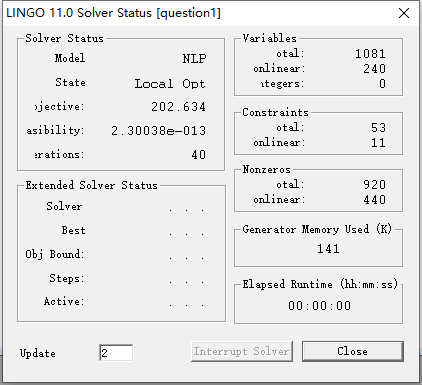 LINGO 11.0 Solver Status [question1]
Solver Status
Model NLP
State Local Opt
bjective: 202.634
asibility: 2.30038e-013
erations: 40
Extended Solver Status
Solver . . .
Best . . .
Obj Bound: . . .
Steps: . . .
Active: . . .
Variables
otal: 1081
onlinear: 240
ntegers: 0
Constraints
otal: 53
onlinear: 11
Nonzeros
otal: 920
onlinear: 440
Generator Memory Used (K)
141
Elapsed Runtime (hh:mm:ss)
00:00:00
Update 2 Interrupt Solver Close